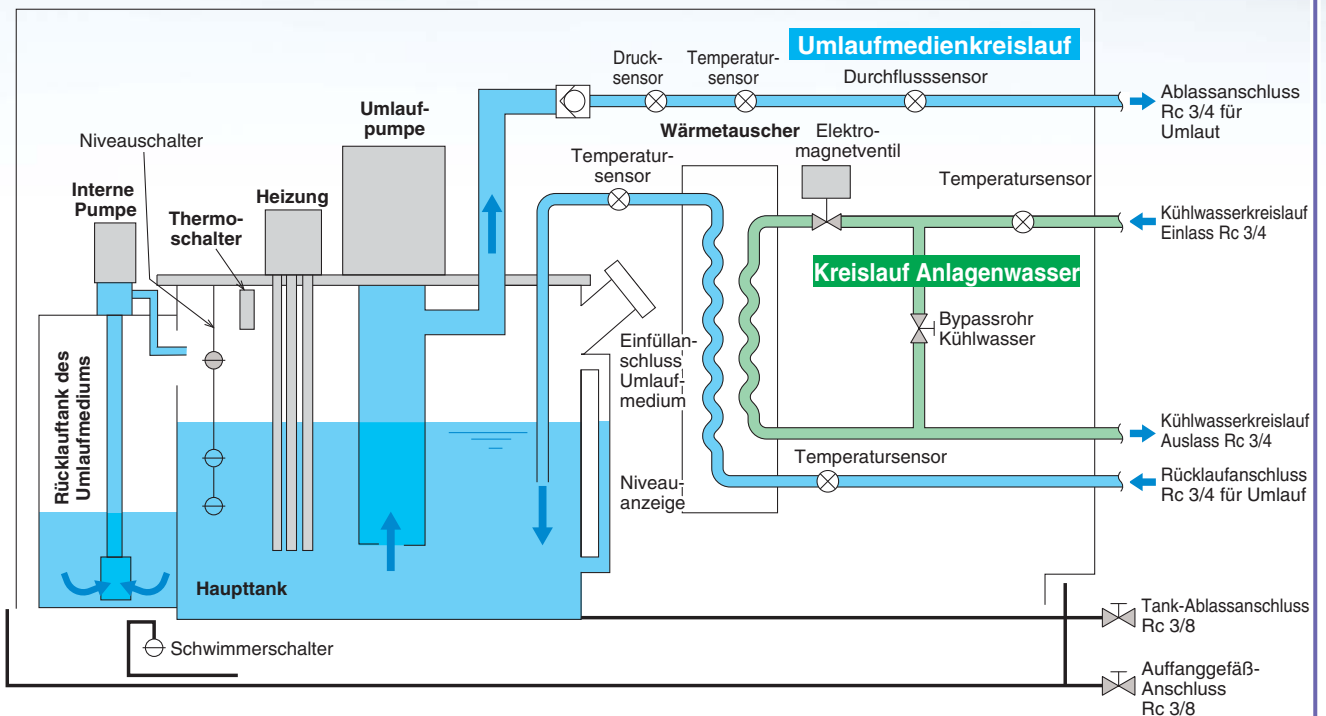 Umlaufmedienkreislauf
Druck-
sensor
Temperatur-
sensor
Durchflusssensor
Ablassanschluss
Rc 3/4 für
Umlaut
Umlauf-
pumpe
Niveauschalter
Wärmetauscher
Elektro-
magnetventil
Temperatur-
sensor
Temperatursensor
Interne
Pumpe
Thermo-
schalter
Heizung
Kühlwasserkreislauf
Einlass Rc 3/4
Kreislauf Anlagenwasser
Bypassrohr
Kühlwasser
Einfüllan-
schluss
Umlauf-
medium
Rücklauftank des
Umlaufmediums
Kühlwasserkreislauf
Auslass Rc 3/4
Temperatursensor
Rücklaufanschluss
Rc 3/4 für Umlauf
Niveau-
anzeige
Haupttank
Tank-Ablassanschluss
Rc 3/8
Schwimmerschalter
Auffanggefäß-
Anschluss
Rc 3/8